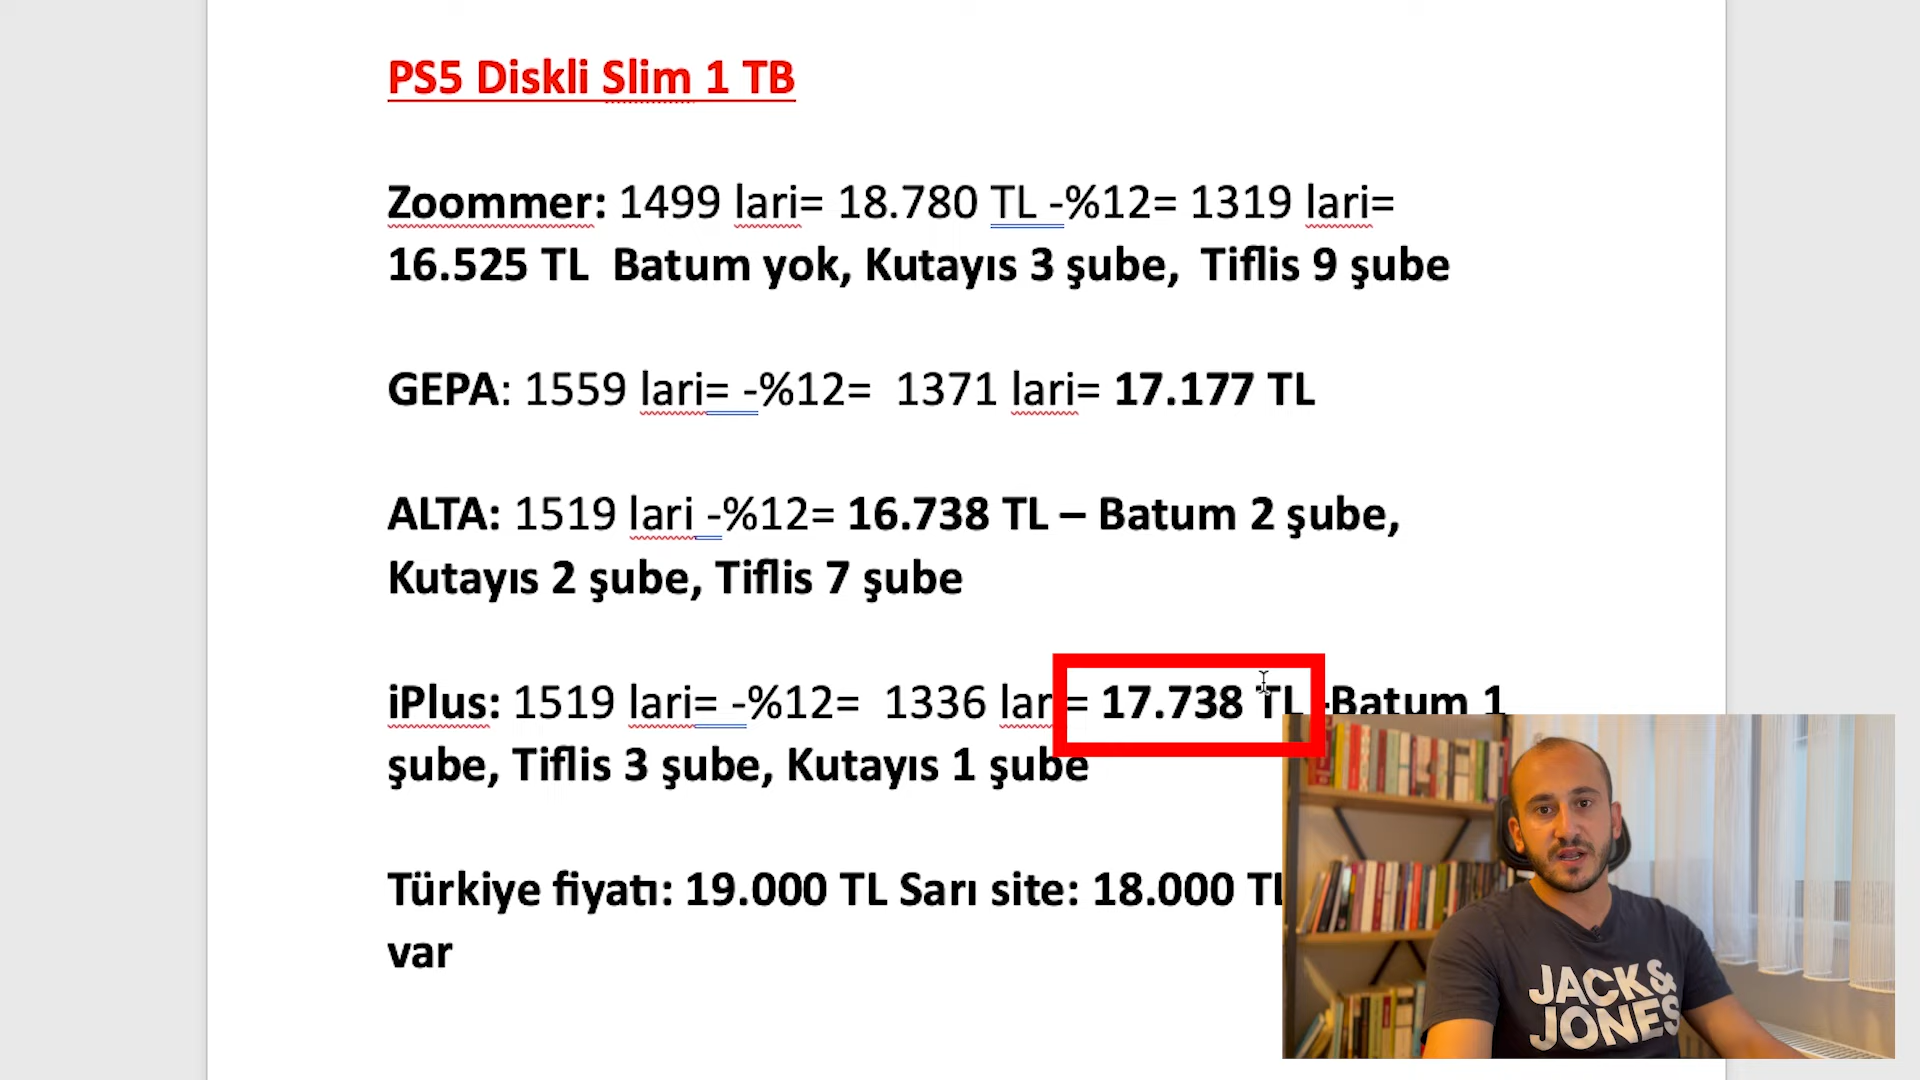 PS5 Diskli Slim 1 TB
Zoommer: 1499 lari= 18.780 TL -%12= 1319 lari=
16.525 TL  Batum yok, Kutayıs 3 şube,  Tiflis 9 şube
GEPA: 1559 lari= -%12=  1371 lari= 17.177 TL
ALTA: 1519 lari -%12= 16.738 TL – Batum 2 şube,
Kutayıs 2 şube, Tiflis 7 şube
iPlus: 1519 lari= -%12=  1336 lari= 17.738 TL -Batum 1
şube, Tiflis 3 şube, Kutayıs 1 şube
Türkiye fiyatı: 19.000 TL Sarı site: 18.000 TL
var
JACK&
JONES